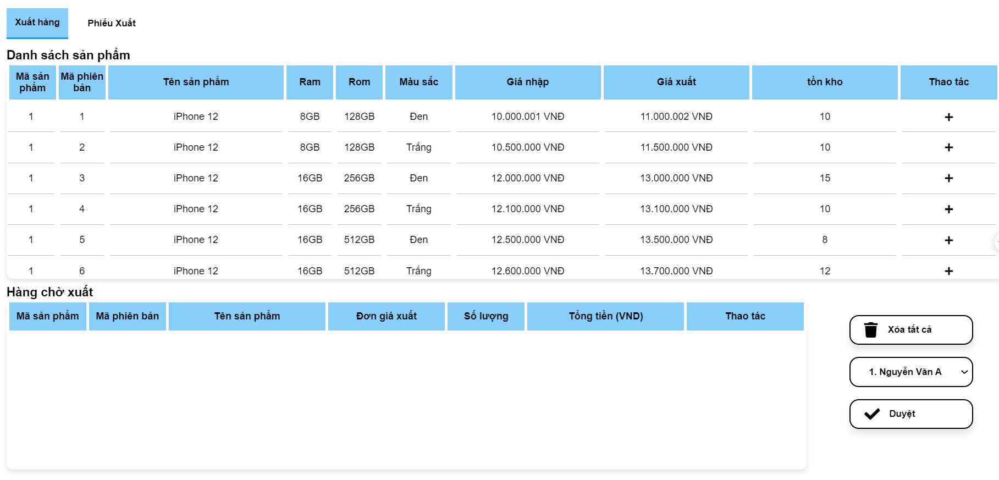 Xuất hàng Phiếu Xuất
Danh sách sản phẩm
Mã sản phẩm Mã phiên bản Tên sản phẩm Ram Rom Màu sắc Giá nhập Giá xuất tồn kho Thao tác
1 1 iPhone 12 8GB 128GB Đen 10.000.001 VNĐ 11.000.002 VNĐ 10
1 2 iPhone 12 8GB 128GB Trắng 10.500.000 VNĐ 11.500.000 VNĐ 10
1 3 iPhone 12 16GB 256GB Đen 12.000.000 VNĐ 13.000.000 VNĐ 15
1 4 iPhone 12 16GB 256GB Trắng 12.100.000 VNĐ 13.100.000 VNĐ 10
1 5 iPhone 12 16GB 512GB Đen 12.500.000 VNĐ 13.500.000 VNĐ 8
1 6 iPhone 12 16GB 512GB Trắng 12.600.000 VNĐ 13.700.000 VNĐ 12
Hàng chờ xuất
Mã sản phẩm Mã phiên bản Tên sản phẩm Đơn giá xuất Số lượng Tổng tiền (VND) Thao tác
Xóa tất cả
1. Nguyễn Văn A
Duyệt